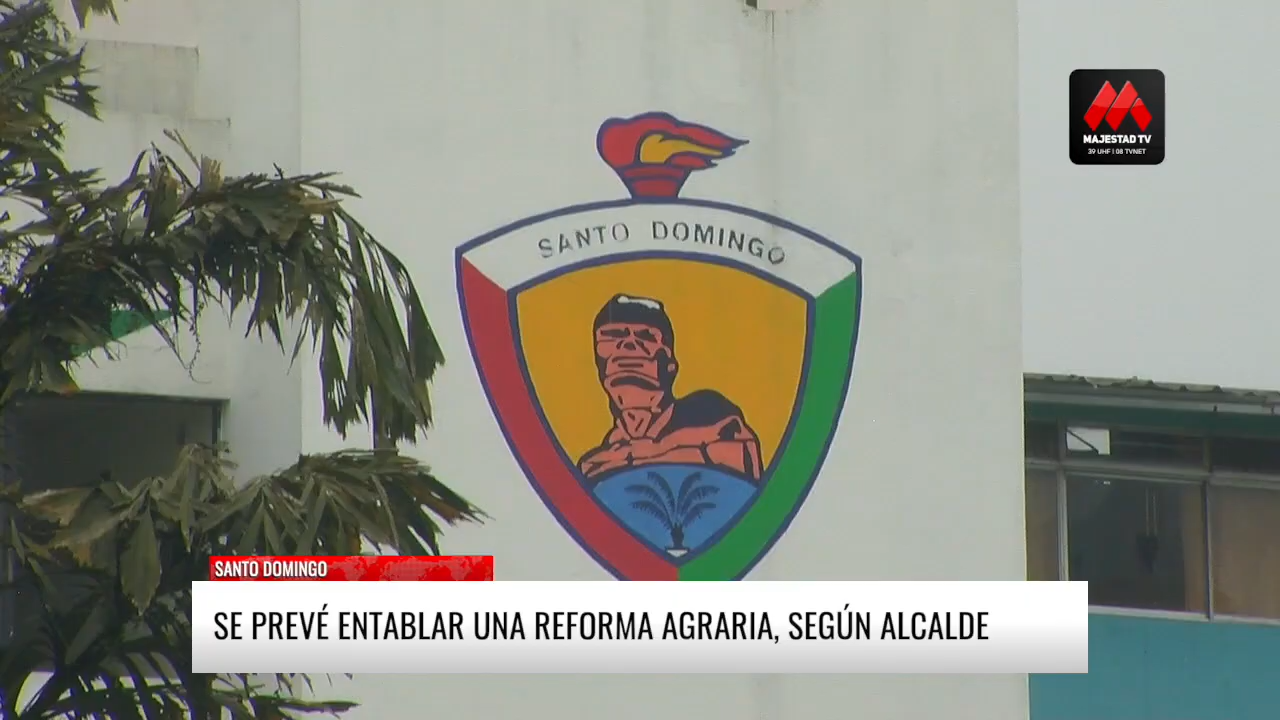 MAJESTAD TV
39 UHF | 08 TVNET
SANTO DOMINGO
SANTO DOMINGO
SE PREVÉ ENTABLAR UNA REFORMA AGRARIA, SEGÚN ALCALDE